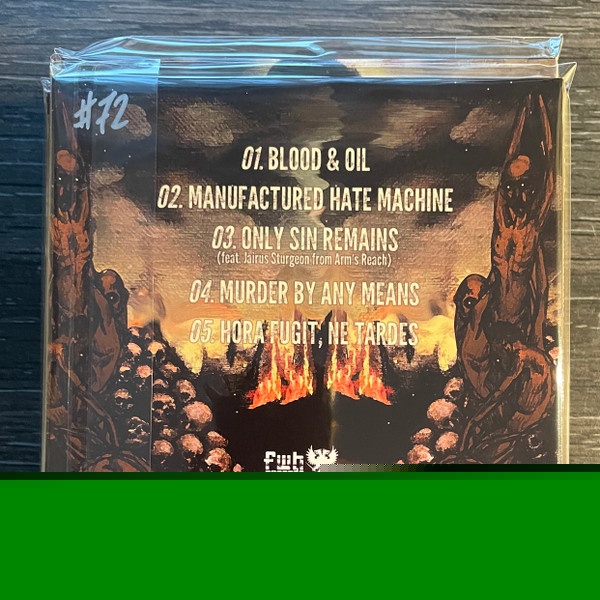 #72
01. BLOOD & OIL
02. MANUFACTURED HATE MACHINE
03. ONLY SIN REMAINS
(feat. Jairus Sturgeon from Arm's Reach)
04. MURDER BY ANY MEANS
05. HORA FUGIT, NE TARDES
fwh